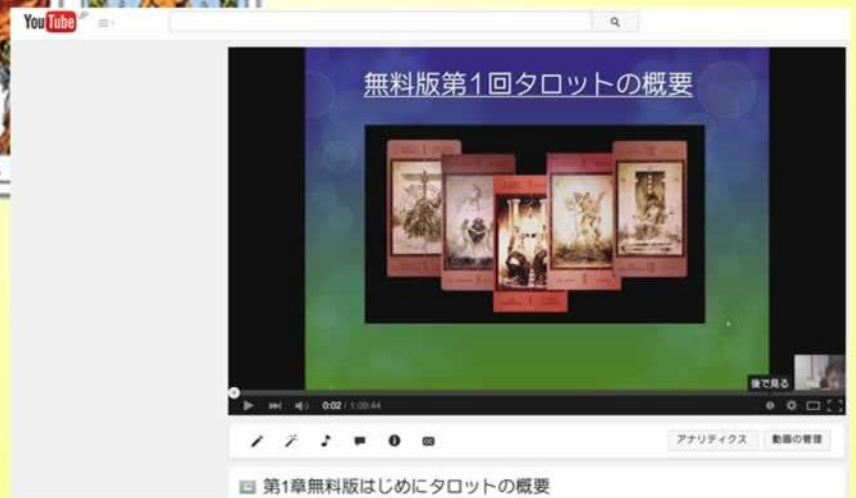 YouTube JP
無料版第1回タロットの概要
後で見る
0:02 / 1:09:44
アナリティクス
動画の管理
第1章無料版はじめにタロットの概要